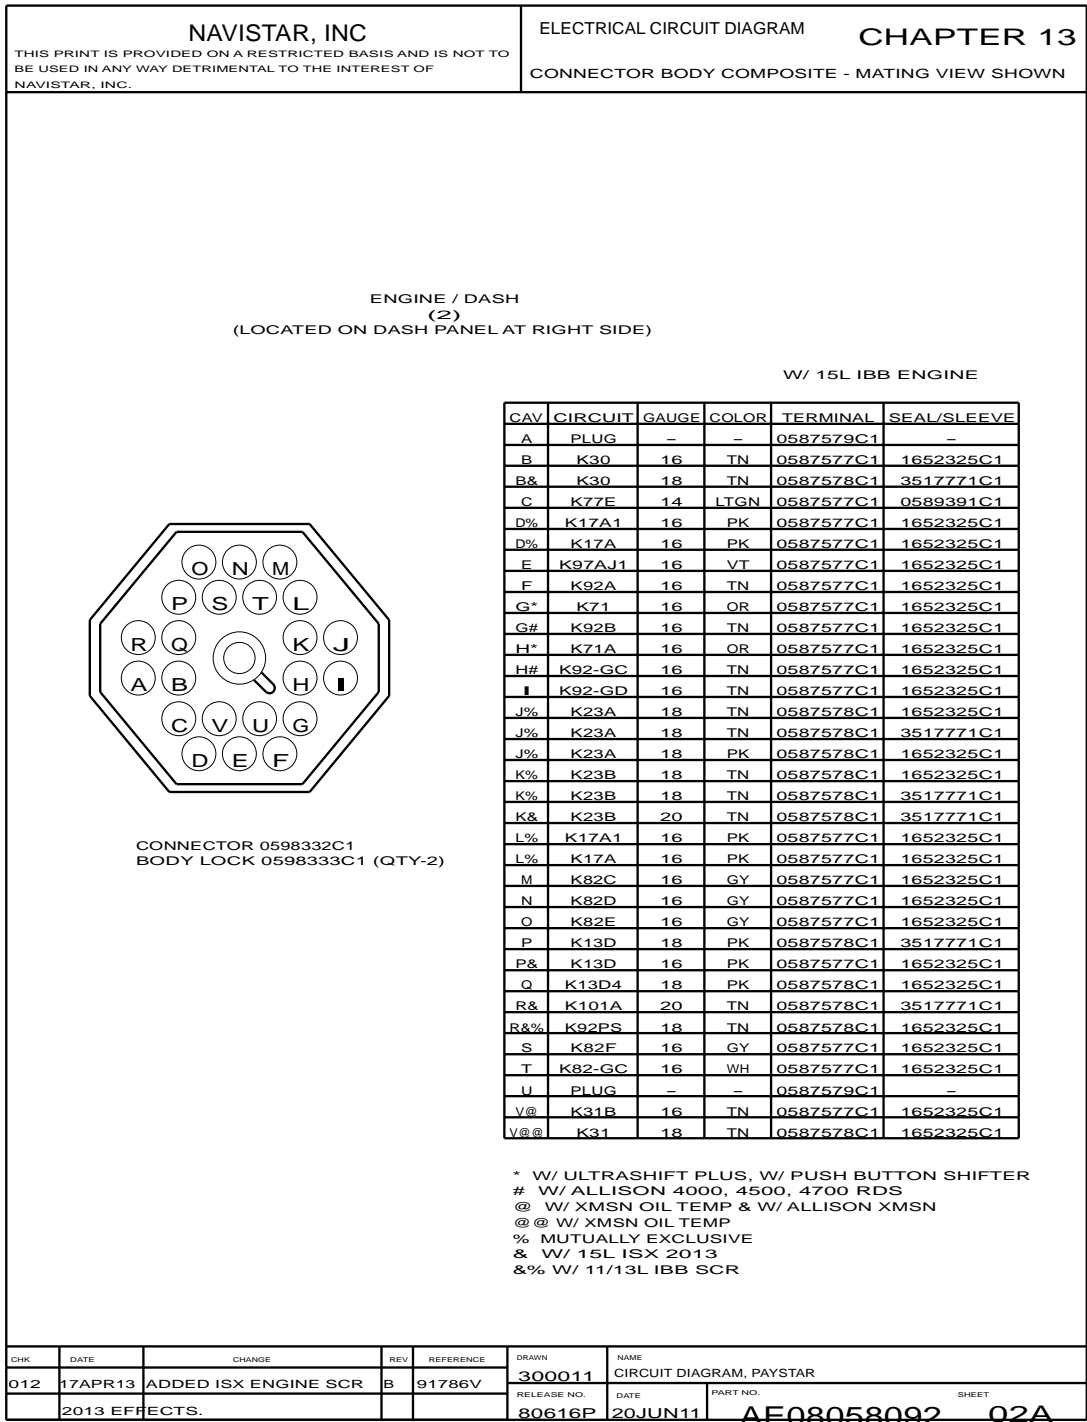 NAVISTAR, INC
THIS PRINT IS PROVIDED ON A RESTRICTED BASIS AND IS NOT TO
BE USED IN ANY WAY DETRIMENTAL TO THE INTEREST OF
NAVISTAR, INC.
ELECTRICAL CIRCUIT DIAGRAM CHAPTER 13
CONNECTOR BODY COMPOSITE - MATING VIEW SHOWN
ENGINE / DASH
(2)
(LOCATED ON DASH PANEL AT RIGHT SIDE)
W/ 15L IBB ENGINE
O N M
P S T L
R Q K J
A B H I
C V U G
D E F
CONNECTOR 0598332C1
BODY LOCK 0598333C1 (QTY-2)
CAV CIRCUIT GAUGE COLOR TERMINAL SEAL/SLEEVE
A PLUG – – 0587579C1 –
B K30 16 TN 0587577C1 1652325C1
B& K30 18 TN 0587578C1 3517771C1
C K77E 14 LTGN 0587577C1 0589391C1
D% K17A1 16 PK 0587577C1 1652325C1
D% K17A 16 PK 0587577C1 1652325C1
E K97AJ1 16 VT 0587577C1 1652325C1
F K92A 16 TN 0587577C1 1652325C1
G* K71 16 OR 0587577C1 1652325C1
G# K92B 16 TN 0587577C1 1652325C1
H* K71A 16 OR 0587577C1 1652325C1
H# K92-GC 16 TN 0587577C1 1652325C1
I K92-GD 16 TN 0587577C1 1652325C1
J% K23A 18 TN 0587578C1 1652325C1
J% K23A 18 TN 0587578C1 3517771C1
J% K23A 18 PK 0587578C1 1652325C1
K% K23B 18 TN 0587578C1 1652325C1
K% K23B 18 TN 0587578C1 3517771C1
K& K23B 20 TN 0587578C1 3517771C1
L% K17A1 16 PK 0587577C1 1652325C1
L% K17A 16 PK 0587577C1 1652325C1
M K82C 16 GY 0587577C1 1652325C1
N K82D 16 GY 0587577C1 1652325C1
O K82E 16 GY 0587577C1 1652325C1
P K13D 18 PK 0587578C1 3517771C1
P& K13D 16 PK 0587577C1 1652325C1
Q K13D4 18 PK 0587578C1 1652325C1
R& K101A 20 TN 0587578C1 3517771C1
R&% K92PS 18 TN 0587578C1 1652325C1
S K82F 16 GY 0587577C1 1652325C1
T K82-GC 16 WH 0587577C1 1652325C1
U PLUG – – 0587579C1 –
V@ K31B 16 TN 0587577C1 1652325C1
V@@ K31 18 TN 0587578C1 1652325C1
* W/ ULTRASHIFT PLUS, W/ PUSH BUTTON SHIFTER
# W/ ALLISON 4000, 4500, 4700 RDS
@ W/ XMSN OIL TEMP & W/ ALLISON XMSN
@@ W/ XMSN OIL TEMP
% MUTUALLY EXCLUSIVE
& W/ 15L ISX 2013
&% W/ 11/13L IBB SCR
CHK DATE CHANGE REV REFERENCE
012 17APR13 ADDED ISX ENGINE SCR B 91786V
2013 EFFECTS.
DRAWN NAME
300011 CIRCUIT DIAGRAM, PAYSTAR
RELEASE NO. DATE PART NO. SHEET
80616P 20JUN11 AE08058092 02A